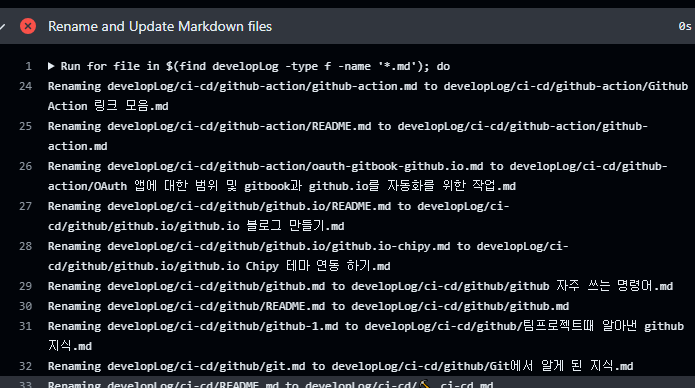 Rename and Update Markdown files
0s
1 ▶ Run for file in $(find developLog -type f -name '*.md'); do
24 Renaming developLog/ci-cd/github-action/github-action.md to developLog/ci-cd/github-action/Github
Action 링크 모음.md
25 Renaming developLog/ci-cd/github-action/README.md to developLog/ci-cd/github-action/github-
action.md
26 Renaming developLog/ci-cd/github-action/oauth-gitbook-github.io.md to developLog/ci-cd/github-
action/OAuth 앱에 대한 범위 및 gitbook과 github.io를 자동화를 위한 작업.md
27 Renaming developLog/ci-cd/github/github.io/README.md to developLog/ci-
cd/github/github.io/github.io 블로그 만들기.md
28 Renaming developLog/ci-cd/github/github.io/github.io-chipy.md to developLog/ci-
cd/github/github.io/github.io Chipy 테마 연동 하기.md
29 Renaming developLog/ci-cd/github/github.md to developLog/ci-cd/github/github 자주 쓰는 명령어.md
30 Renaming developLog/ci-cd/github/README.md to developLog/ci-cd/github/github.md
31 Renaming developLog/ci-cd/github/github-1.md to developLog/ci-cd/github/팀프로젝트때 알아낸 github
지식.md
32 Renaming developLog/ci-cd/github/git.md to developLog/ci-cd/github/Git에서 알게 된 지식.md
33 Renaming developLog/ci-cd/README.md to developLog/ci-cd/⛏ ci-cd.md